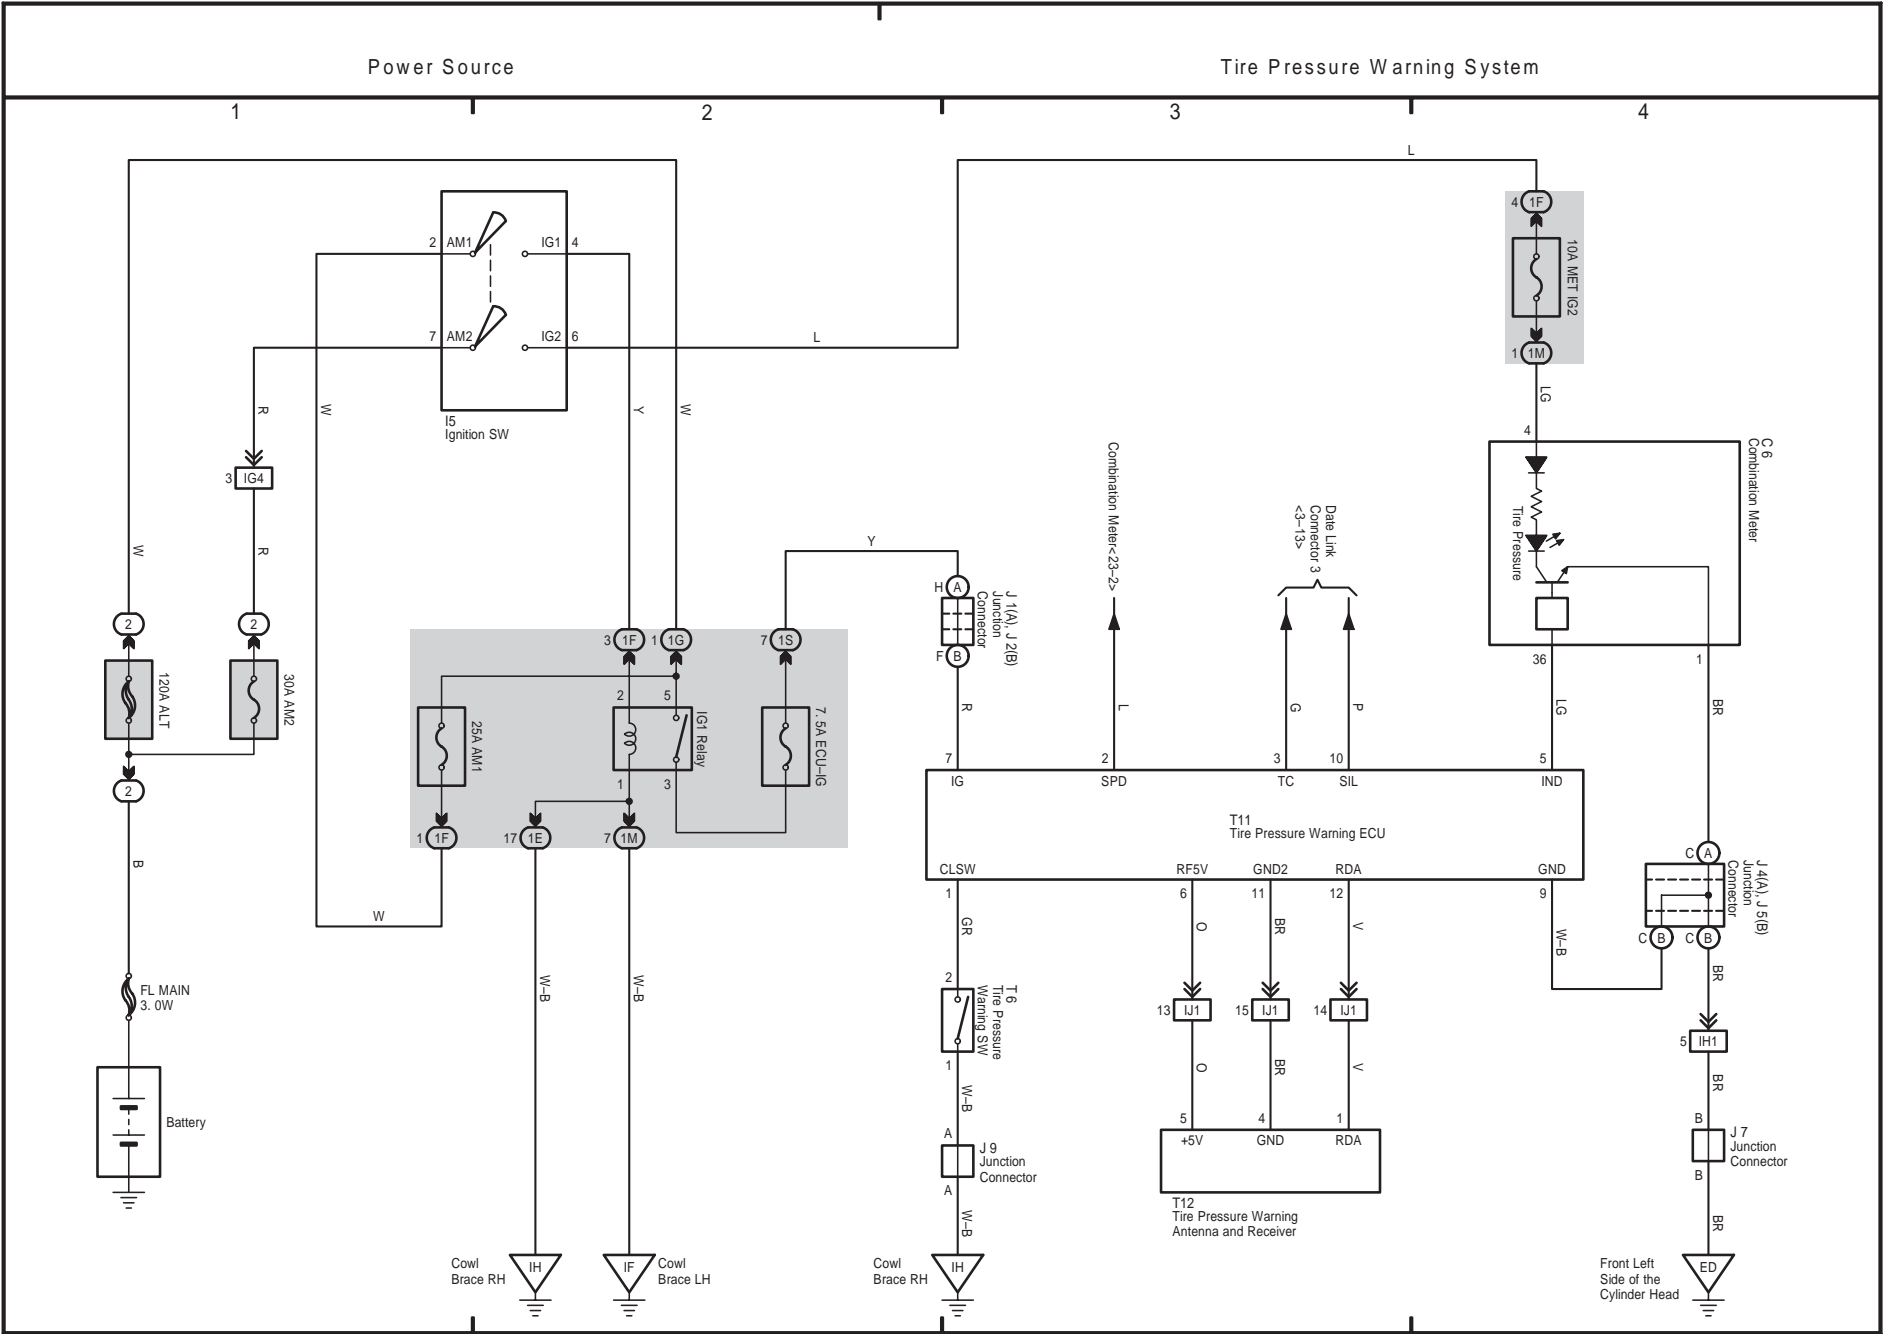 Power Source
Tire Pressure Warning System
1
2
3
4
L
4 1F
10A MET IG2
1 1M
LG
2 AM1
IG1 4
7 AM2
IG2 6
L
I5
Ignition SW
R
W
Y
W
3 IG4
W
R
2
2
120A ALT
30A AM2
2
B
FL MAIN
3. 0W
Battery
3 1F
1 1G
7 1S
2
5
25A AM1
IG1 Relay
7. 5A ECU–IG
1
3
1 1F
17 1E
7 1M
W
W–B
W–B
Cowl
Brace RH
IH
IF
Cowl
Brace LH
Y
H A
J 1(A), J 2(B)
Junction
Connector
F B
R
Combination Meter<23–2>
L
Date Link
Connector 3
<3–13>
G
P
4
C 6
Combination Meter
Tire Pressure
36
1
LG
BR
7
2
3
10
5
IG
SPD
TC
SIL
IND
T11
Tire Pressure Warning ECU
CLSW
RF5V
GND2
RDA
GND
1
6
11
12
9
GR
O
BR
V
W–B
C A
J 4(A), J 5(B)
Junction
Connector
C B
C B
BR
2
T 6
Tire Pressure
Warning SW
1
13 IJ1
15 IJ1
14 IJ1
5 IH1
W–B
O
BR
V
BR
A
J 9
Junction
Connector
A
5
4
1
+5V
GND
RDA
T12
Tire Pressure Warning
Antenna and Receiver
B
J 7
Junction
Connector
B
W–B
BR
Cowl
Brace RH
IH
Front Left
Side of the
Cylinder Head
ED